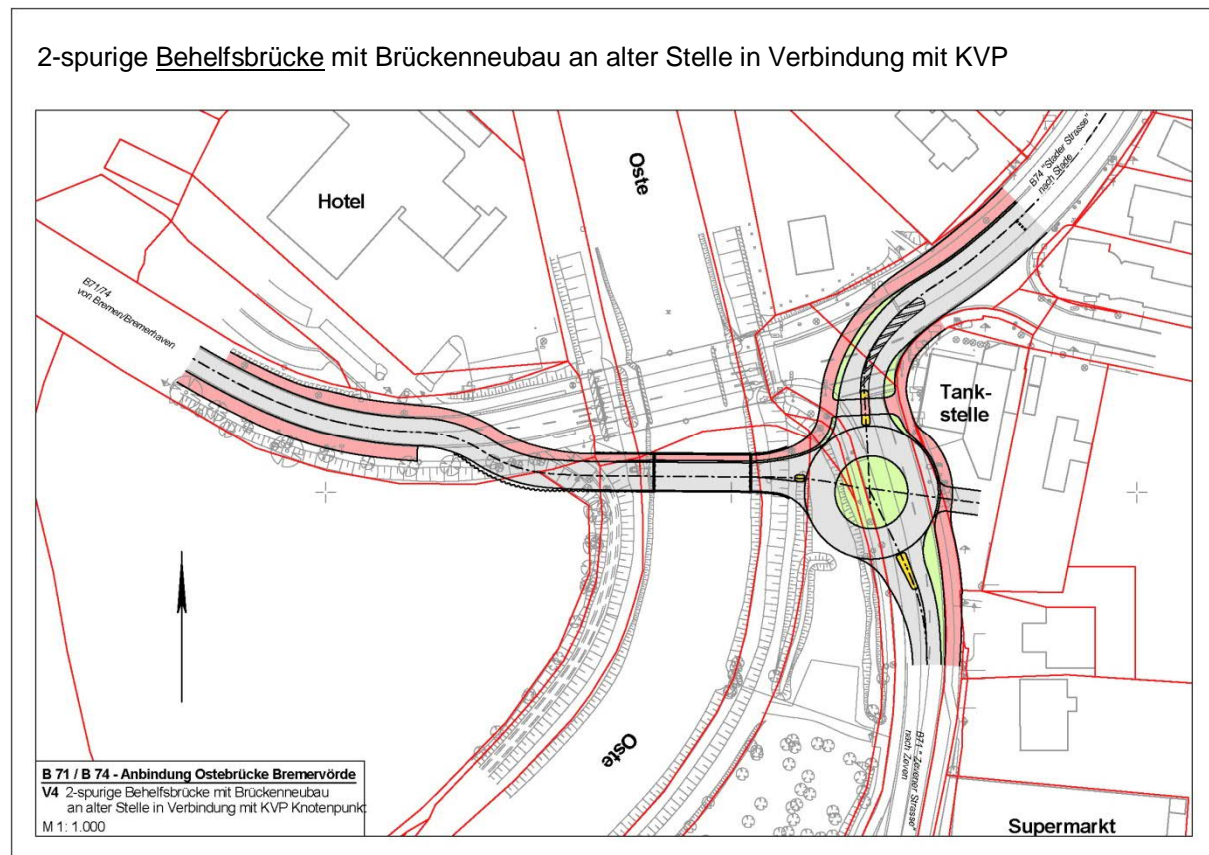 2-spurige Behelfsbrücke mit Brückenneubau an alter Stelle in Verbindung mit KVP
Hotel
Oste
B74 "Stader Strasse"
nach Stade
B71/74
von Bremen/Bremerhaven
Tank-
stelle
Oste
B71 "Zevener Strasse"
nach Zeven
Supermarkt
B 71 / B 74 - Anbindung Ostebrücke Bremervörde
V4 2-spurige Behelfsbrücke mit Brückenneubau
an alter Stelle in Verbindung mit KVP Knotenpunkt
M 1: 1.000